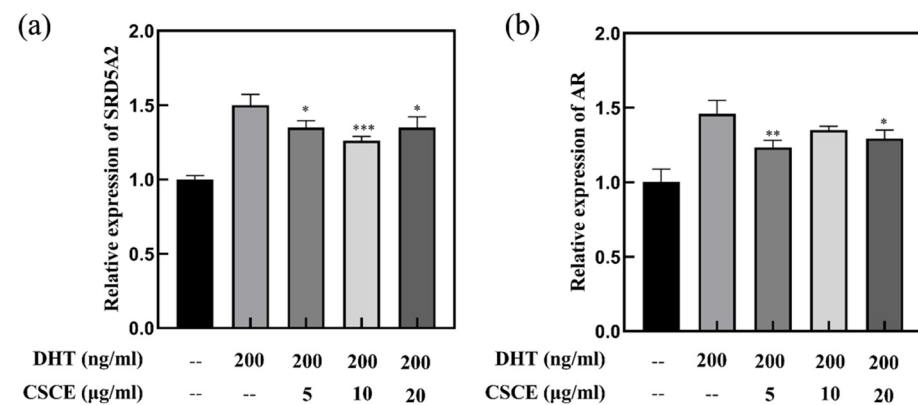 (a)
Relative expression of SRD5A2
2.0
1.5
1.0
0.5
0.0
*
***
*
DHT (ng/ml) -- 200 200 200 200
CSCE (μg/ml) -- -- 5 10 20
(b)
Relative expression of AR
2.0
1.5
1.0
0.5
0.0
**
*
DHT (ng/ml) -- 200 200 200 200
CSCE (μg/ml) -- -- 5 10 20